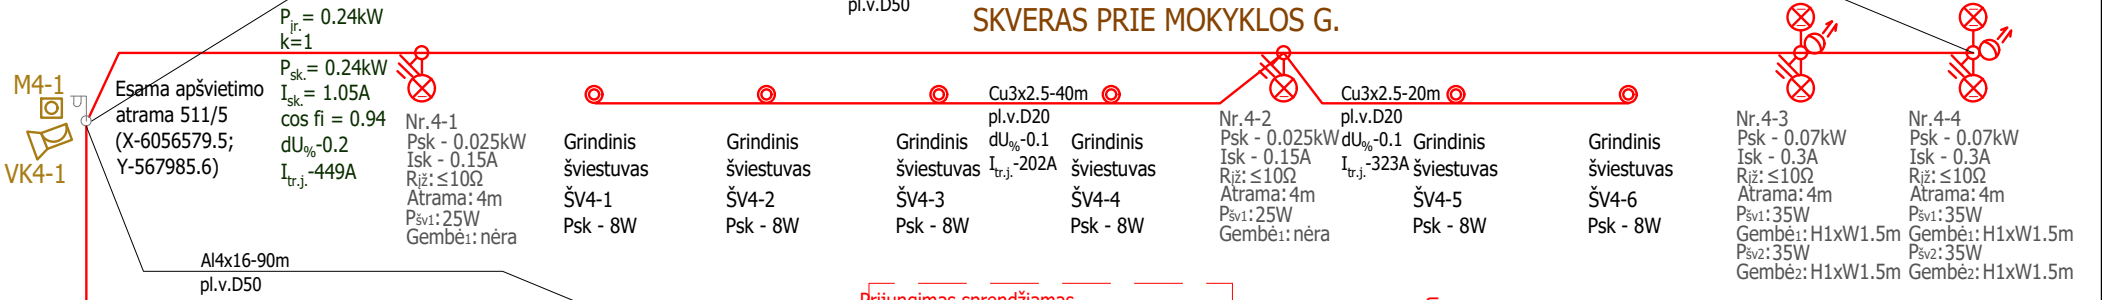 pl.v.D50
SKVERAS PRIE MOKYKLOS G.
Pįr. = 0.24kW
k=1
Psk.= 0.24kW
Isk.= 1.05A
cos fi = 0.94
dU%-0.2
Itr.j.-449A
M4-1
VK4-1
Esama apšvietimo
atrama 511/5
(X-6056579.5;
Y-567985.6)
Al4x16-90m
pl.v.D50
Nr.4-1
Psk - 0.025kW
Isk - 0.15A
Rįž: ≤10Ω
Atrama: 4m
Pšv1: 25W
Gembė1: nėra
Grindinis
šviestuvas
ŠV4-1
Psk - 8W
Grindinis
šviestuvas
ŠV4-2
Psk - 8W
Grindinis
šviestuvas
ŠV4-3
Psk - 8W
Cu3x2.5-40m
pl.v.D20
dU%-0.1
Itr.j.-202A
Grindinis
šviestuvas
ŠV4-4
Psk - 8W
Nr.4-2
Psk - 0.025kW
Isk - 0.15A
Rįž: ≤10Ω
Atrama: 4m
Pšv1: 25W
Gembė1: nėra
Cu3x2.5-20m
pl.v.D20
dU%-0.1
Itr.j.-323A
Grindinis
šviestuvas
ŠV4-5
Psk - 8W
Grindinis
šviestuvas
ŠV4-6
Psk - 8W
Nr.4-3
Psk - 0.07kW
Isk - 0.3A
Rįž: ≤10Ω
Atrama: 4m
Pšv1: 35W
Gembė1: H1xW1.5m
Pšv2: 35W
Gembė2: H1xW1.5m
Nr.4-4
Psk - 0.07kW
Isk - 0.3A
Rįž: ≤10Ω
Atrama: 4m
Pšv1: 35W
Gembė1: H1xW1.5m
Pšv2: 35W
Gembė2: H1xW1.5m
Prijungimas sprendžiamas